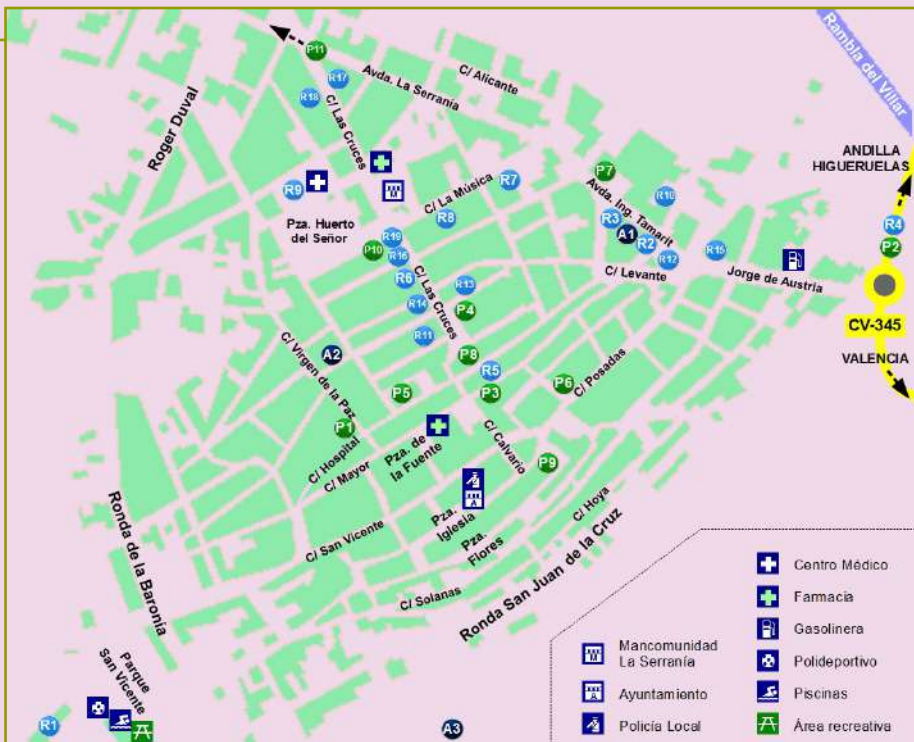 P11
R17
R18
Avda. La Serranía
C/ Alicante
Rambla del Villar
Roger Duval
C/ Las Cruces
ANDILLA
HIGUERUELAS
R9
M
C/ La Música
R7
P7
R10
Avda. Ing. Tamarit
R4
P2
Pza. Huerto
del Señor
R8
R3
A1
R2
R12
R15
R19
P10
R16
R6
C/ Las Cruces
R13
C/ Levante
Jorge de Austria
R14
P4
R11
CV-345
VALENCIA
C/ Virgen de la Paz
A2
P8
R5
P3
P6
C/ Posadas
P5
P1
C/ Hospital
C/ Mayor
Pza. de
la Fuente
C/ Calvario
P9
A
Pza.
Iglesia
Pza.
Flores
C/ Hoya
Ronda de la Baronía
C/ San Vicente
C/ Solanas
Ronda San Juan de la Cruz
Parque
San Vicente
R1
A3
M
Mancomunidad
La Serranía
A
Ayuntamiento
Policía Local
Centro Médico
Farmacia
Gasolinera
Polideportivo
Piscinas
Área recreativa